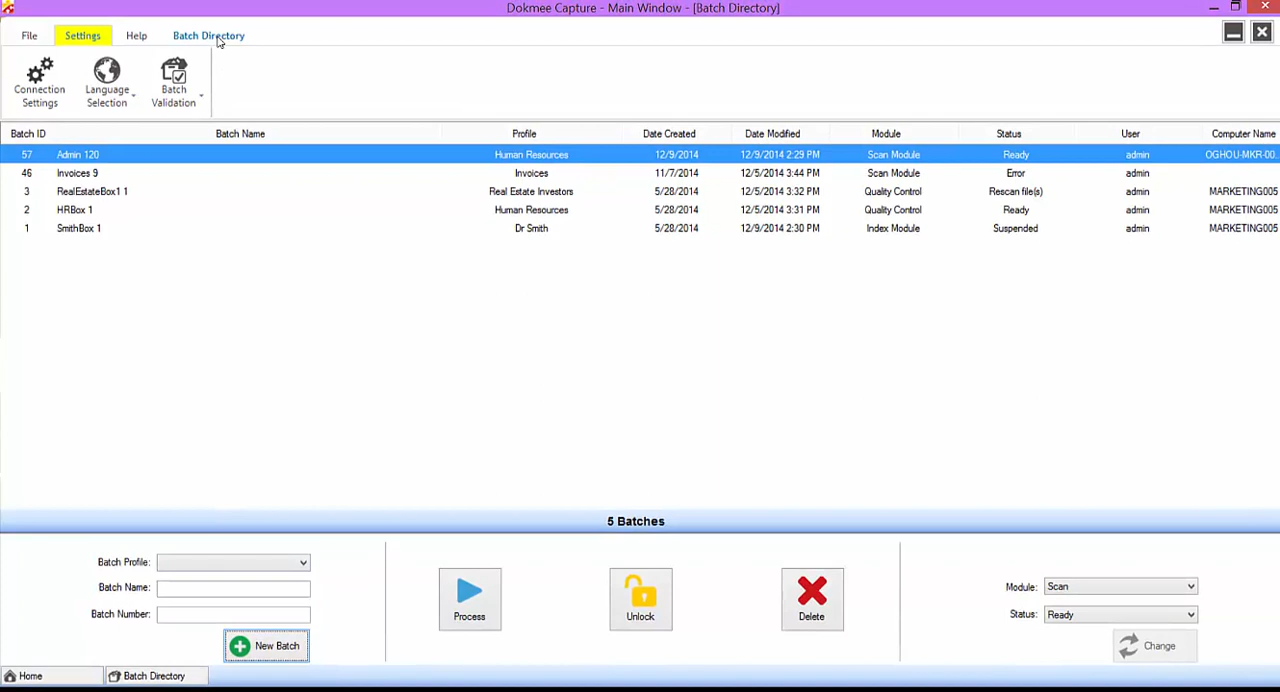 Dokmee Capture - Main Window - [Batch Directory]
File Settings Help Batch Directory
Connection Settings
Language Selection
Batch Validation
Batch ID Batch Name Profile Date Created Date Modified Module Status User Computer Name
57 Admin 120 Human Resources 12/9/2014 12/9/2014 2:29 PM Scan Module Ready admin OGHOU-MKR-00...
46 Invoices 9 Invoices 11/7/2014 12/5/2014 3:44 PM Scan Module Error admin
3 RealEstateBox1 1 Real Estate Investors 5/28/2014 12/5/2014 3:32 PM Quality Control Rescan file(s) admin MARKETING005
2 HRBox 1 Human Resources 5/28/2014 12/5/2014 3:31 PM Quality Control Ready admin MARKETING005
1 SmithBox 1 Dr Smith 5/28/2014 12/9/2014 2:30 PM Index Module Suspended admin MARKETING005
5 Batches
Batch Profile:
Batch Name:
Batch Number:
New Batch
Process
Unlock
Delete
Module: Scan
Status: Ready
Change
Home Batch Directory